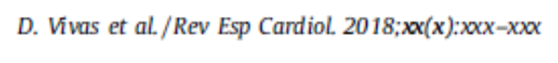 D. Vivas et al./Rev Esp Cardiol. 2018;xx(x):xxx–xxx